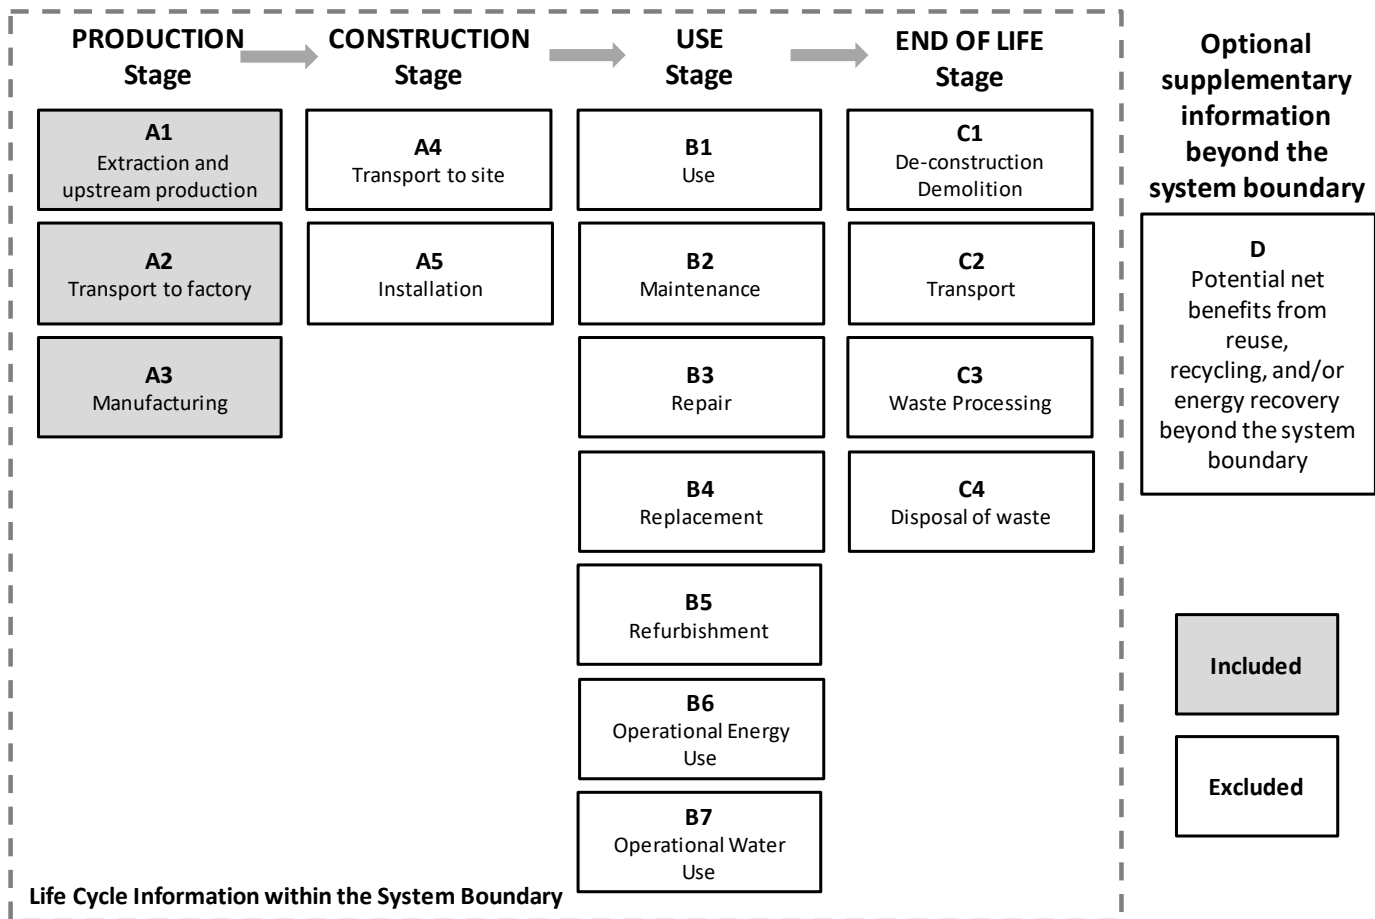 PRODUCTION
Stage
CONSTRUCTION
Stage
USE
Stage
END OF LIFE
Stage
Optional
supplementary
information
beyond the
system boundary
A1
Extraction and
upstream production
A2
Transport to factory
A3
Manufacturing
A4
Transport to site
A5
Installation
B1
Use
B2
Maintenance
B3
Repair
B4
Replacement
B5
Refurbishment
B6
Operational Energy
Use
B7
Operational Water
Use
C1
De-construction
Demolition
C2
Transport
C3
Waste Processing
C4
Disposal of waste
D
Potential net
benefits from
reuse,
recycling, and/or
energy recovery
beyond the system
boundary
Included
Excluded
Life Cycle Information within the System Boundary